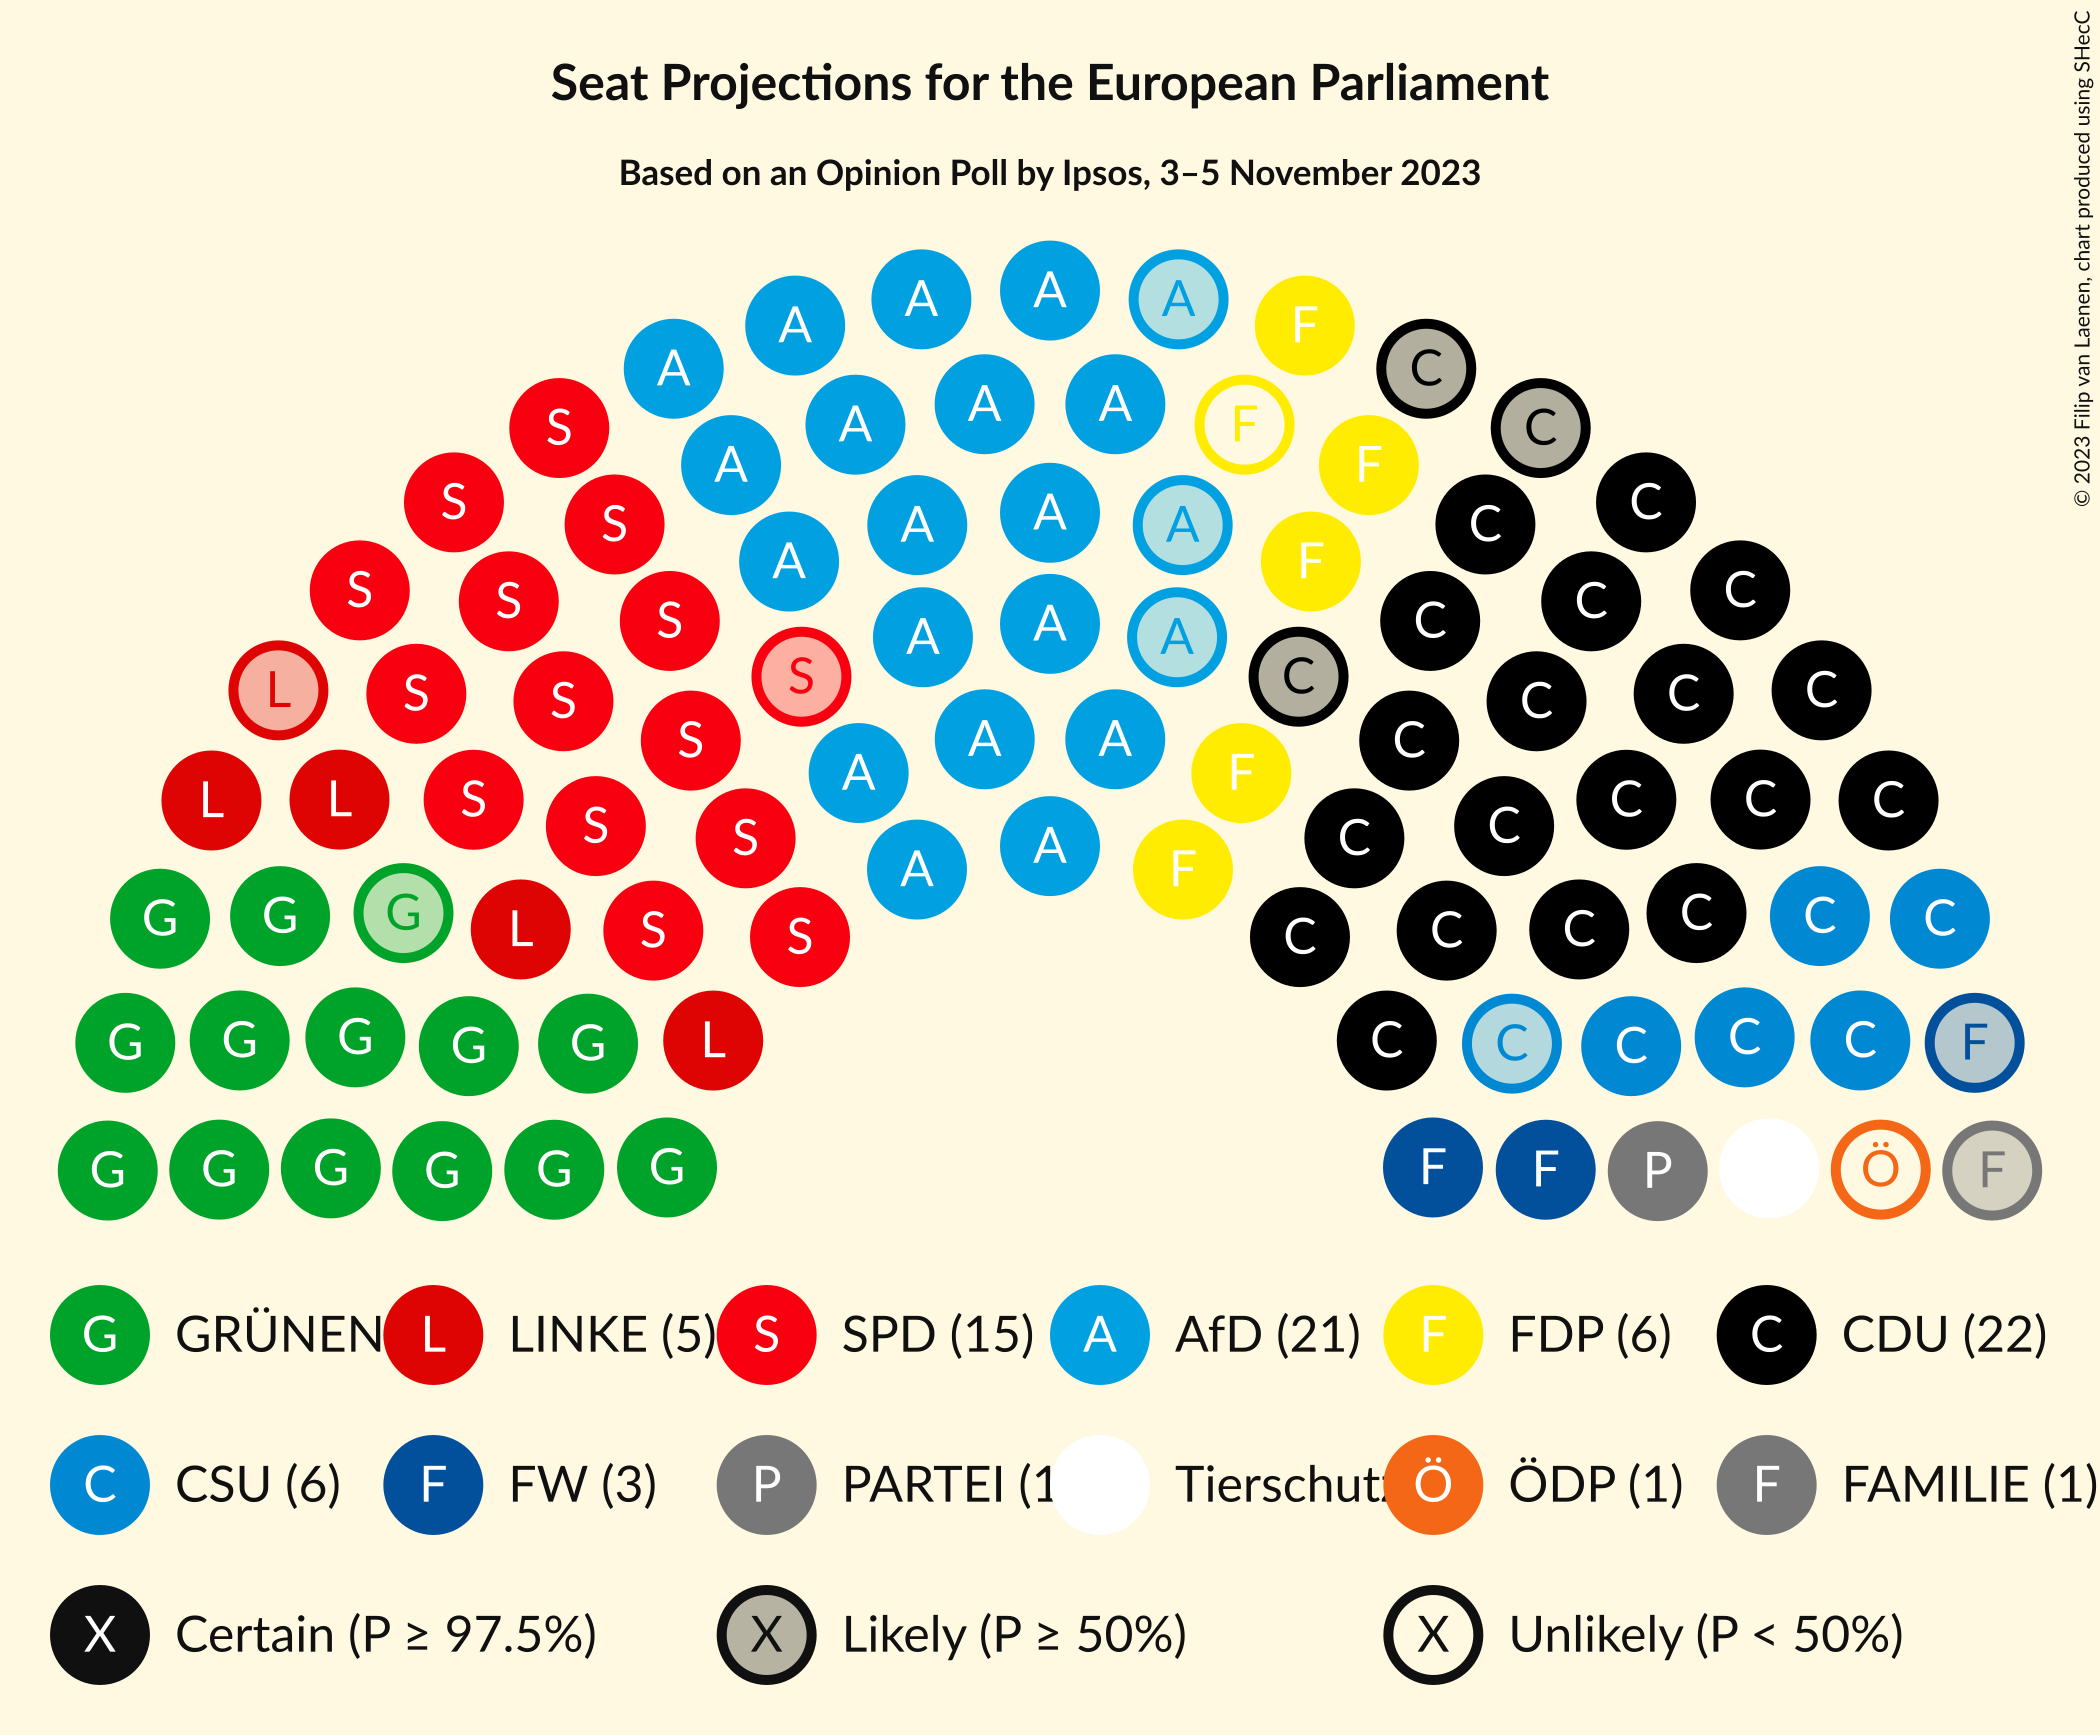 Seat Projections for the European Parliament
Based on an Opinion Poll by Ipsos, 3–5 November 2023
© 2023 Filip van Laenen, chart produced using SHecC
A A A A A F C
S A A A A F F C
S S A A A A F C C
S S S S A A A C C C C
L S S S A A A F C C C C
L L S S S A A F C C C C C
G G G L S S C C C C C C
G G G G G L C C C C C F
G G G G G G F F P Ö F
G GRÜNEN L LINKE (5) S SPD (15) A AfD (21) F FDP (6) C CDU (22)
C CSU (6) F FW (3) P PARTEI (1 Tierschutz Ö ÖDP (1) F FAMILIE (1)
X Certain (P ≥ 97.5%) X Likely (P ≥ 50%) X Unlikely (P < 50%)